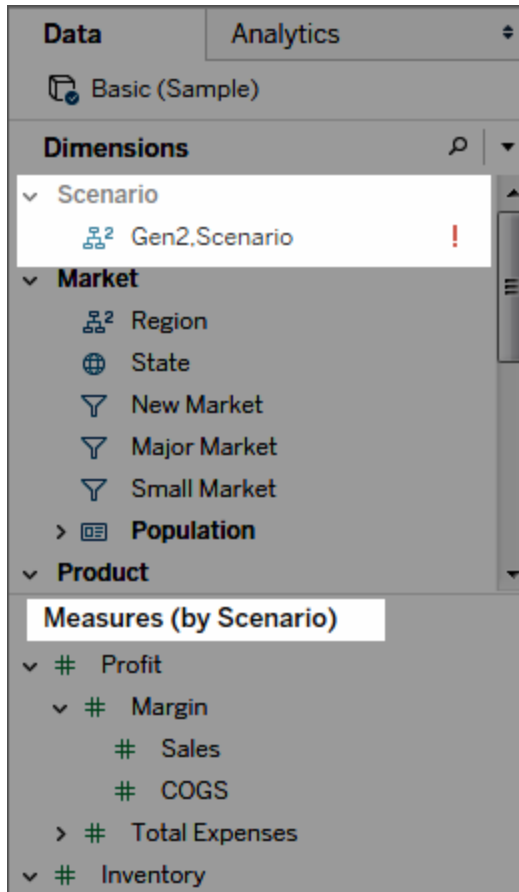 Data Analytics
Basic (Sample)
Dimensions
Scenario
Gen2,Scenario !
Market
Region
State
New Market
Major Market
Small Market
Population
Product
Measures (by Scenario)
Profit
Margin
Sales
COGS
Total Expenses
Inventory